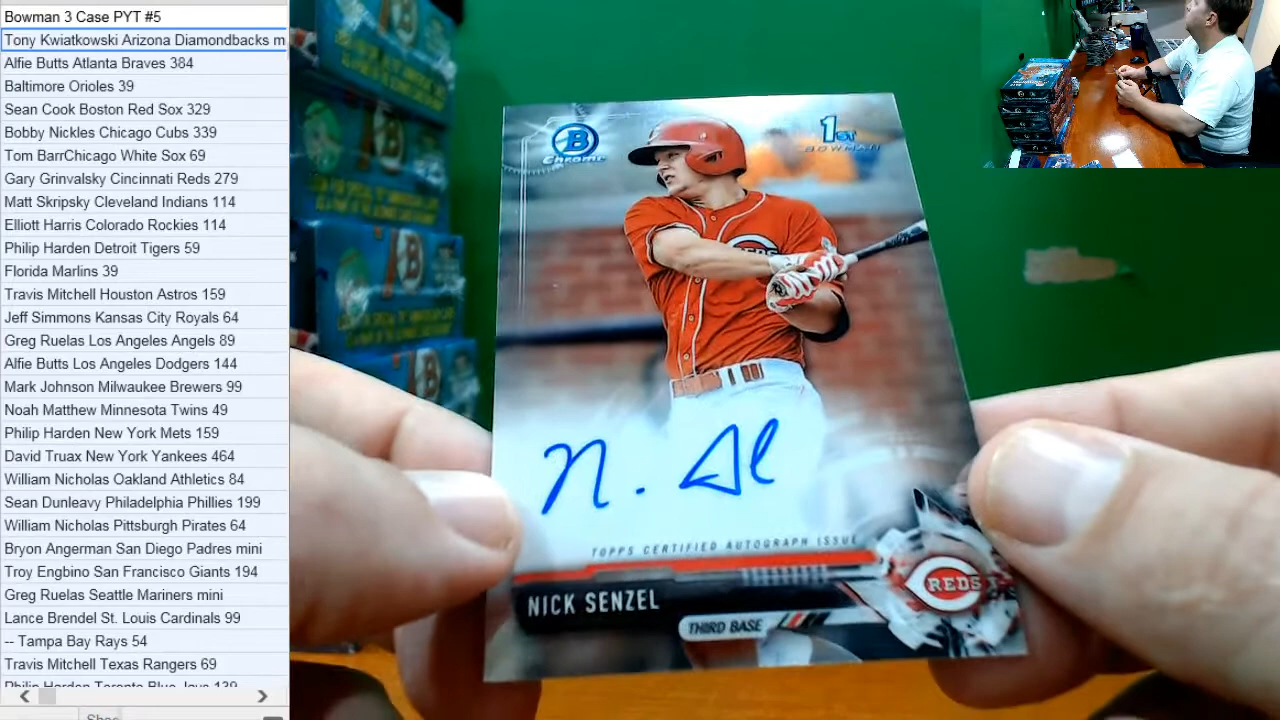 Bowman 3 Case PYT #5
Tony Kwiatkowski Arizona Diamondbacks m
Alfie Butts Atlanta Braves 384
Baltimore Orioles 39
Sean Cook Boston Red Sox 329
Bobby Nickles Chicago Cubs 339
Tom BarrChicago White Sox 69
Gary Grinvalsky Cincinnati Reds 279
Matt Skripsky Cleveland Indians 114
Elliott Harris Colorado Rockies 114
Philip Harden Detroit Tigers 59
Florida Marlins 39
Travis Mitchell Houston Astros 159
Jeff Simmons Kansas City Royals 64
Greg Ruelas Los Angeles Angels 89
Alfie Butts Los Angeles Dodgers 144
Mark Johnson Milwaukee Brewers 99
Noah Matthew Minnesota Twins 49
Philip Harden New York Mets 159
David Truax New York Yankees 464
William Nicholas Oakland Athletics 84
Sean Dunleavy Philadelphia Phillies 199
William Nicholas Pittsburgh Pirates 64
Bryon Angerman San Diego Padres mini
Troy Engbino San Francisco Giants 194
Greg Ruelas Seattle Mariners mini
Lance Brendel St. Louis Cardinals 99
-- Tampa Bay Rays 54
Travis Mitchell Texas Rangers 69
Philip Harden Toronto Blue Jays 139
B
Chrome
1ST
BOWMAN
TOPPS CERTIFIED AUTOGRAPH ISSUE
NICK SENZEL
THIRD BASE
REDS